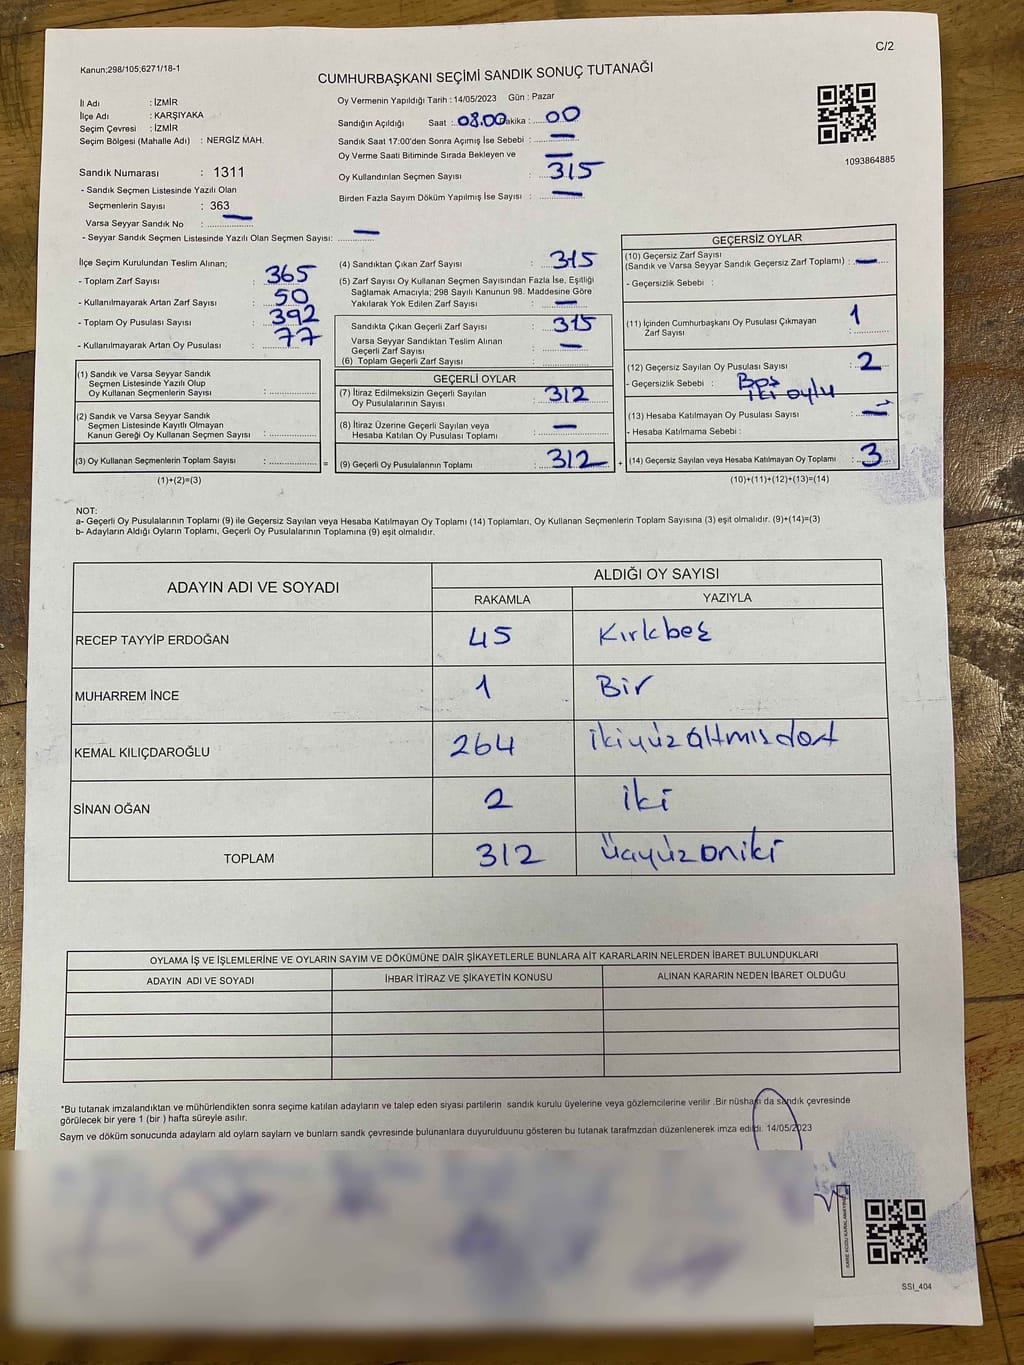 C/2
Kanun;298/105;6271/18-1
CUMHURBAŞKANI SEÇİMİ SANDIK SONUÇ TUTANAĞI
İl Adı : İZMİR
İlçe Adı : KARŞIYAKA
Seçim Çevresi : İZMİR
Seçim Bölgesi (Mahalle Adı) : NERGİZ MAH.
Sandık Numarası : 1311
- Sandık Seçmen Listesinde Yazılı Olan
Seçmenlerin Sayısı : 363
Varsa Seyyar Sandık No : —
- Seyyar Sandık Seçmen Listesinde Yazılı Olan Seçmen Sayısı: —
Oy Vermenin Yapıldığı Tarih : 14/05/2023 Gün : Pazar
Sandığın Açıldığı Saat : 08.00 Dakika : 00
Sandık Saat 17:00'den Sonra Açımış İse Sebebi : —
Oy Verme Saati Bitiminde Sırada Bekleyen ve —
Oy Kullandırılan Seçmen Sayısı : 315
Birden Fazla Sayım Döküm Yapılmış İse Sayısı : —
1093864885
İlçe Seçim Kurulundan Teslim Alınan;
- Toplam Zarf Sayısı : 365
- Kullanılmayarak Artan Zarf Sayısı : 50
- Toplam Oy Pusulası Sayısı : 392
- Kullanılmayarak Artan Oy Pusulası : 77
(1) Sandık ve Varsa Seyyar Sandık
Seçmen Listesinde Yazılı Olup
Oy Kullanan Seçmenlerin Sayısı :
(2) Sandık ve Varsa Seyyar Sandık
Seçmen Listesinde Kayıtlı Olmayan
Kanun Gereği Oy Kullanan Seçmen Sayısı :
(3) Oy Kullanan Seçmenlerin Toplam Sayısı : =
(1)+(2)=(3)
(4) Sandıktan Çıkan Zarf Sayısı : 315
(5) Zarf Sayısı Oy Kullanan Seçmen Sayısından Fazla İse, Eşitliği
Sağlamak Amacıyla; 298 Sayılı Kanunun 98. Maddesine Göre
Yakılarak Yok Edilen Zarf Sayısı : —
Sandıkta Çıkan Geçerli Zarf Sayısı : 315
Varsa Seyyar Sandıktan Teslim Alınan
Geçerli Zarf Sayısı : —
(6) Toplam Geçerli Zarf Sayısı :
GEÇERLİ OYLAR
(7) İtiraz Edilmeksizin Geçerli Sayılan
Oy Pusulalarının Sayısı : 312
(8) İtiraz Üzerine Geçerli Sayılan veya
Hesaba Katılan Oy Pusulası Toplamı : —
(9) Geçerli Oy Pusulalarının Toplamı : 312 +
GEÇERSİZ OYLAR
(10) Geçersiz Zarf Sayısı
(Sandık ve Varsa Seyyar Sandık Geçersiz Zarf Toplamı) : —
- Geçersizlik Sebebi :
(11) İçinden Cumhurbaşkanı Oy Pusulası Çıkmayan
Zarf Sayısı : 1
(12) Geçersiz Sayılan Oy Pusulası Sayısı : 2
- Geçersizlik Sebebi : Boş
iki oylu
(13) Hesaba Katılmayan Oy Pusulası Sayısı : —
- Hesaba Katılmama Sebebi :
(14) Geçersiz Sayılan veya Hesaba Katılmayan Oy Toplamı : 3
(10)+(11)+(12)+(13)=(14)
NOT:
a- Geçerli Oy Pusulalarının Toplamı (9) ile Geçersiz Sayılan veya Hesaba Katılmayan Oy Toplamı (14) Toplamları, Oy Kullanan Seçmenlerin Toplam Sayısına (3) eşit olmalıdır. (9)+(14)=(3)
b- Adayların Aldığı Oyların Toplamı, Geçerli Oy Pusulalarının Toplamına (9) eşit olmalıdır.
ADAYIN ADI VE SOYADI
ALDIĞI OY SAYISI
RAKAMLA YAZIYLA
RECEP TAYYİP ERDOĞAN 45 Kırkbeş
MUHARREM İNCE 1 Bir
KEMAL KILIÇDAROĞLU 264 ikiyüzaltmışdört
SİNAN OĞAN 2 iki
TOPLAM 312 üçyüzoniki
OYLAMA İŞ VE İŞLEMLERİNE VE OYLARIN SAYIM VE DÖKÜMÜNE DAİR ŞİKAYETLERLE BUNLARA AİT KARARLARIN NELERDEN İBARET BULUNDUKLARI
ADAYIN ADI VE SOYADI İHBAR İTİRAZ VE ŞİKAYETİN KONUSU ALINAN KARARIN NEDEN İBARET OLDUĞU
*Bu tutanak imzalandıktan ve mühürlendikten sonra seçime katılan adayların ve talep eden siyasi partilerin sandık kurulu üyelerine veya gözlemcilerine verilir .Bir nüshası da sandık çevresinde
görülecek bir yere 1 (bir ) hafta süreyle asılır.
Sayım ve döküm sonucunda adayların ald oyların sayların ve bunların sandk çevresinde bulunanlara duyurulduunu gösteren bu tutanak tarafmzdan düzenlenerek imza edildi. 14/05/2023
SSI_404